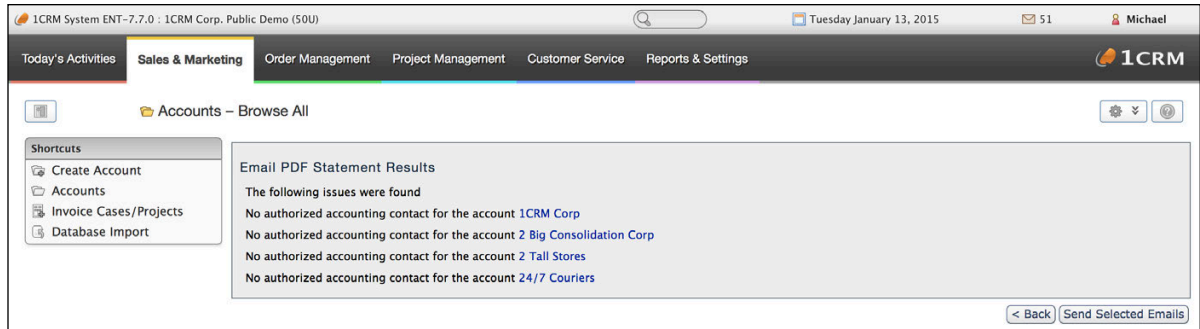 1CRM System ENT-7.7.0 : 1CRM Corp. Public Demo (50U)
Tuesday January 13, 2015
51
Michael
Today's Activities
Sales & Marketing
Order Management
Project Management
Customer Service
Reports & Settings
1CRM
Accounts – Browse All
Shortcuts
Create Account
Accounts
Invoice Cases/Projects
Database Import
Email PDF Statement Results
The following issues were found
No authorized accounting contact for the account 1CRM Corp
No authorized accounting contact for the account 2 Big Consolidation Corp
No authorized accounting contact for the account 2 Tall Stores
No authorized accounting contact for the account 24/7 Couriers
< Back
Send Selected Emails